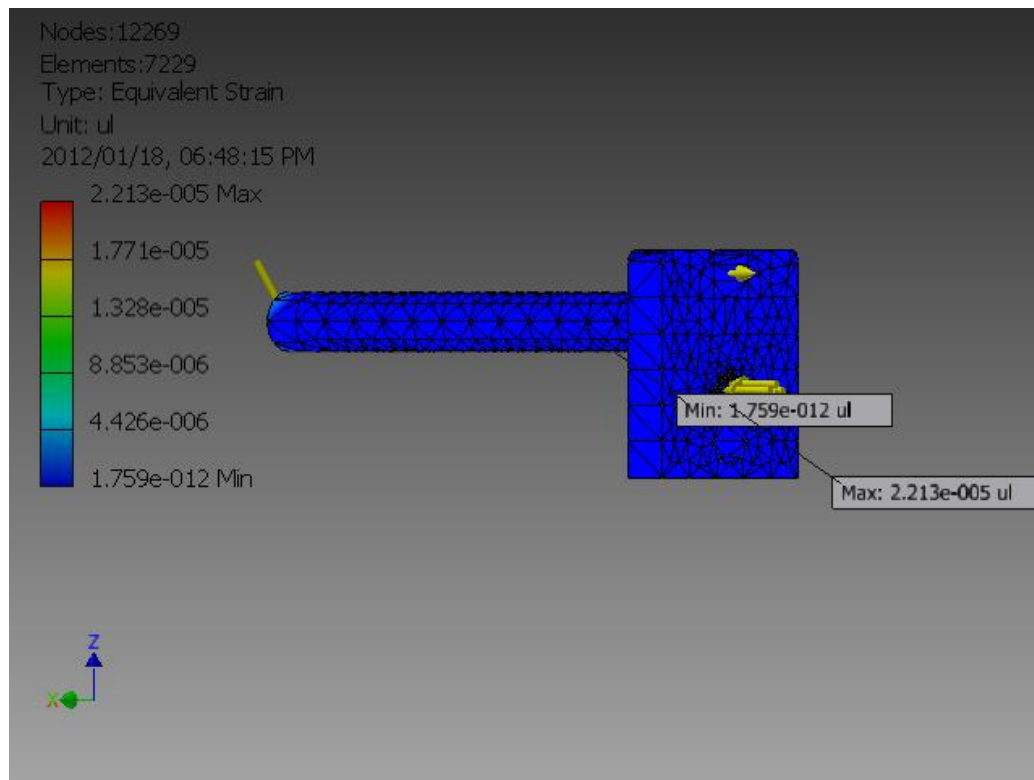 Nodes:12269
Elements:7229
Type: Equivalent Strain
Unit: ul
2012/01/18, 06:48:15 PM
2.213e-005 Max
1.771e-005
1.328e-005
8.853e-006
4.426e-006
1.759e-012 Min
Min: 1.759e-012 ul
Max: 2.213e-005 ul
Z
X